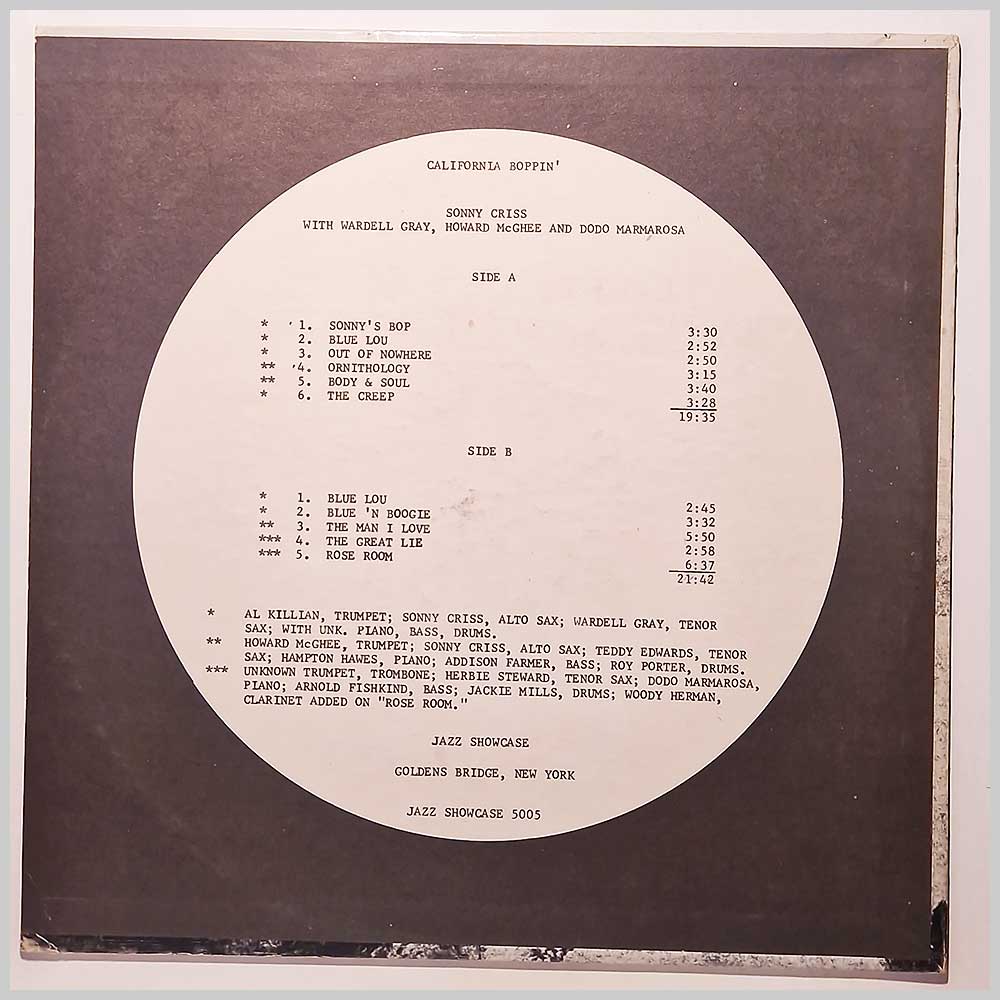 CALIFORNIA BOPPIN'
SONNY CRISS
WITH WARDELL GRAY, HOWARD McGHEE AND DODO MARMAROSA
SIDE A
* 1. SONNY'S BOP 3:30
* 2. BLUE LOU 2:52
* 3. OUT OF NOWHERE 2:50
** 4. ORNITHOLOGY 3:15
** 5. BODY & SOUL 3:40
* 6. THE CREEP 3:28
19:35
SIDE B
* 1. BLUE LOU 2:45
* 2. BLUE 'N BOOGIE 3:32
** 3. THE MAN I LOVE 5:50
*** 4. THE GREAT LIE 2:58
*** 5. ROSE ROOM 6:37
21:42
* AL KILLIAN, TRUMPET; SONNY CRISS, ALTO SAX; WARDELL GRAY, TENOR
SAX; WITH UNK. PIANO, BASS, DRUMS.
** HOWARD McGHEE, TRUMPET; SONNY CRISS, ALTO SAX; TEDDY EDWARDS, TENOR
SAX; HAMPTON HAWES, PIANO; ADDISON FARMER, BASS; ROY PORTER, DRUMS.
*** UNKNOWN TRUMPET, TROMBONE; HERBIE STEWARD, TENOR SAX; DODO MARMAROSA,
PIANO; ARNOLD FISHKIND, BASS; JACKIE MILLS, DRUMS; WOODY HERMAN,
CLARINET ADDED ON "ROSE ROOM."
JAZZ SHOWCASE
GOLDENS BRIDGE, NEW YORK
JAZZ SHOWCASE 5005